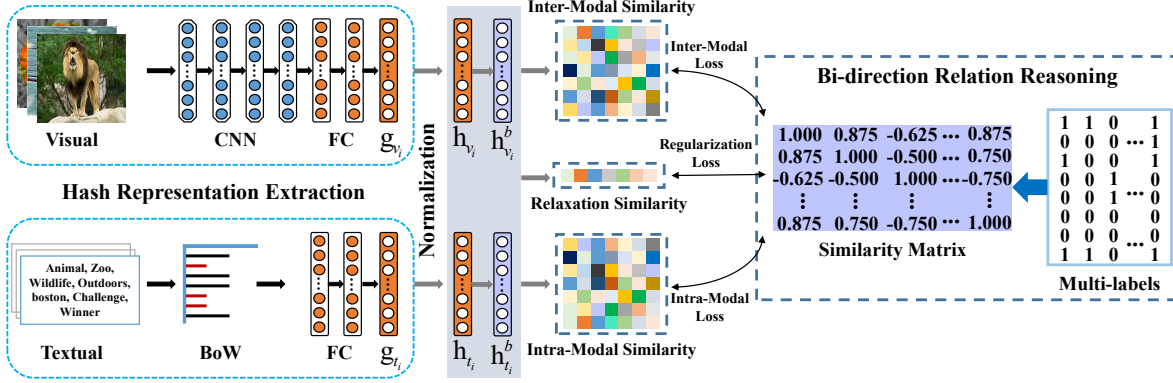 Visual
CNN
FC
g_{v_i}
Hash Representation Extraction
Animal, Zoo,
Wildlife, Outdoors,
boston, Challenge,
Winner
Textual
BoW
FC
g_{t_i}
Normalization
h_{v_i}
h^b_{v_i}
h_{t_i}
h^b_{t_i}
Inter-Modal Similarity
Relaxation Similarity
Intra-Modal Similarity
Inter-Modal
Loss
Regularization
Loss
Intra-Modal
Loss
Bi-direction Relation Reasoning
1.000 0.875 -0.625 ··· 0.875
0.875 1.000 -0.500 ··· 0.750
-0.625 -0.500 1.000 ··· -0.750
⋮ ⋮ ⋮ ⋮
0.875 0.750 -0.750 ··· 1.000
Similarity Matrix
1 1 0 1
0 0 0 ··· 1
1 0 0 1
0 0 1 0
0 0 1 ··· 0
0 0 0 0
0 0 0 0
1 1 0 ··· 1
Multi-labels